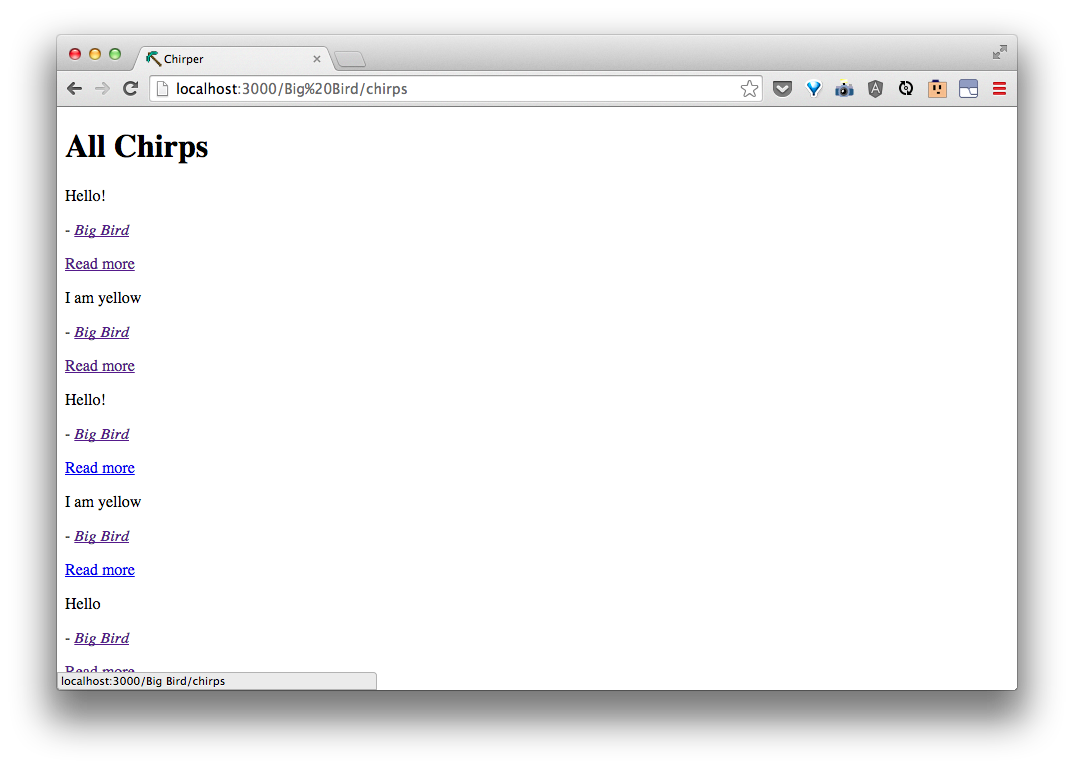 Chirper
localhost:3000/Big%20Bird/chirps
All Chirps
Hello!
- Big Bird
Read more
I am yellow
- Big Bird
Read more
Hello!
- Big Bird
Read more
I am yellow
- Big Bird
Read more
Hello
- Big Bird
Read more
localhost:3000/Big Bird/chirps